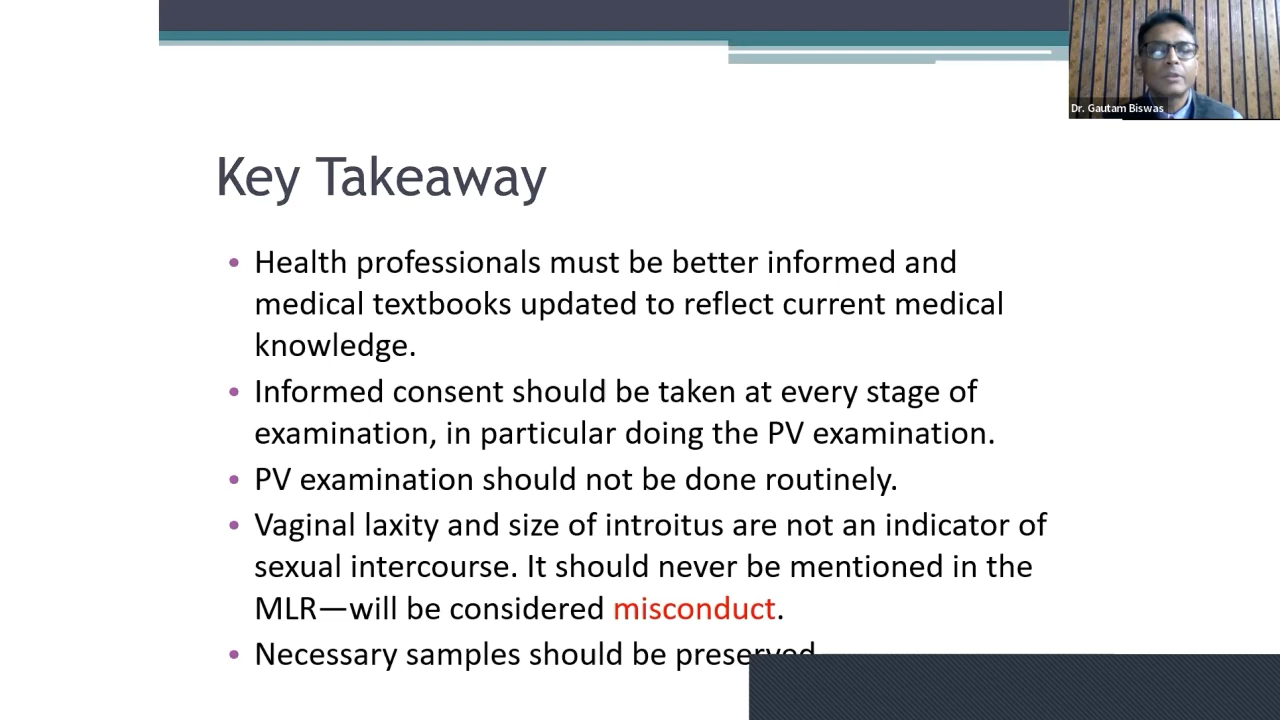 Dr. Gautam Biswas
Key Takeaway
• Health professionals must be better informed and
medical textbooks updated to reflect current medical
knowledge.
• Informed consent should be taken at every stage of
examination, in particular doing the PV examination.
• PV examination should not be done routinely.
• Vaginal laxity and size of introitus are not an indicator of
sexual intercourse. It should never be mentioned in the
MLR—will be considered misconduct.
• Necessary samples should be preserved